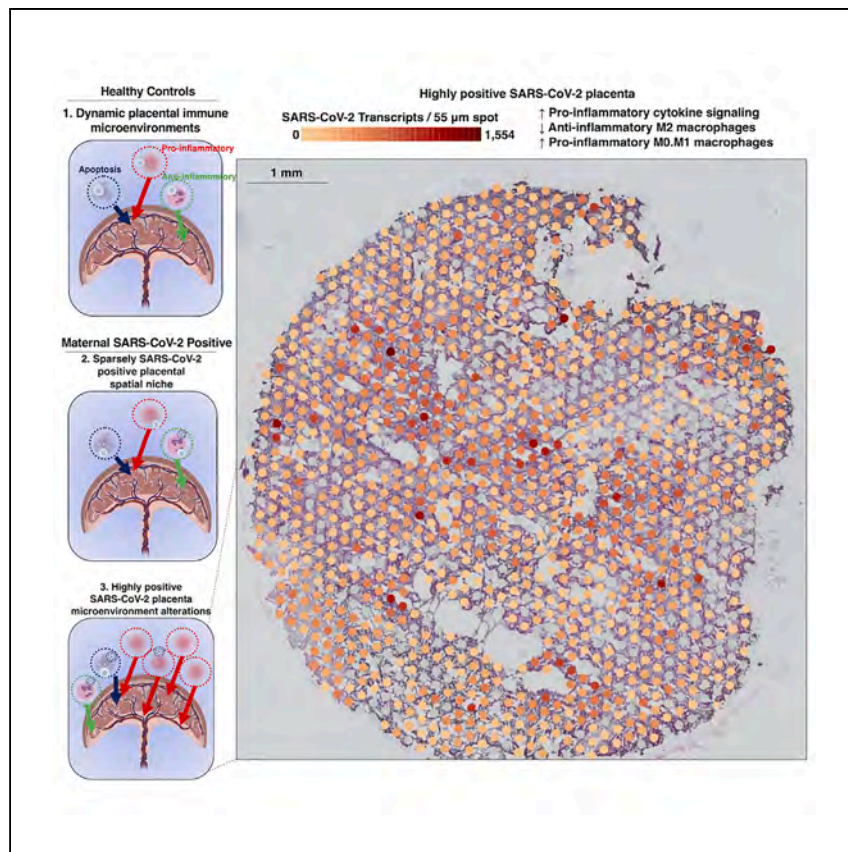 Healthy Controls
1. Dynamic placental immune
microenvironments
Pro-inflammatory
Apoptosis
Anti-inflammatory
Maternal SARS-CoV-2 Positive
2. Sparsely SARS-CoV-2
positive placental
spatial niche
3. Highly positive
SARS-CoV-2 placenta
microenvironment alterations
Highly positive SARS-CoV-2 placenta
SARS-CoV-2 Transcripts / 55 µm spot
0 1,554
↑ Pro-inflammatory cytokine signaling
↓ Anti-inflammatory M2 macrophages
↑ Pro-inflammatory M0.M1 macrophages
1 mm